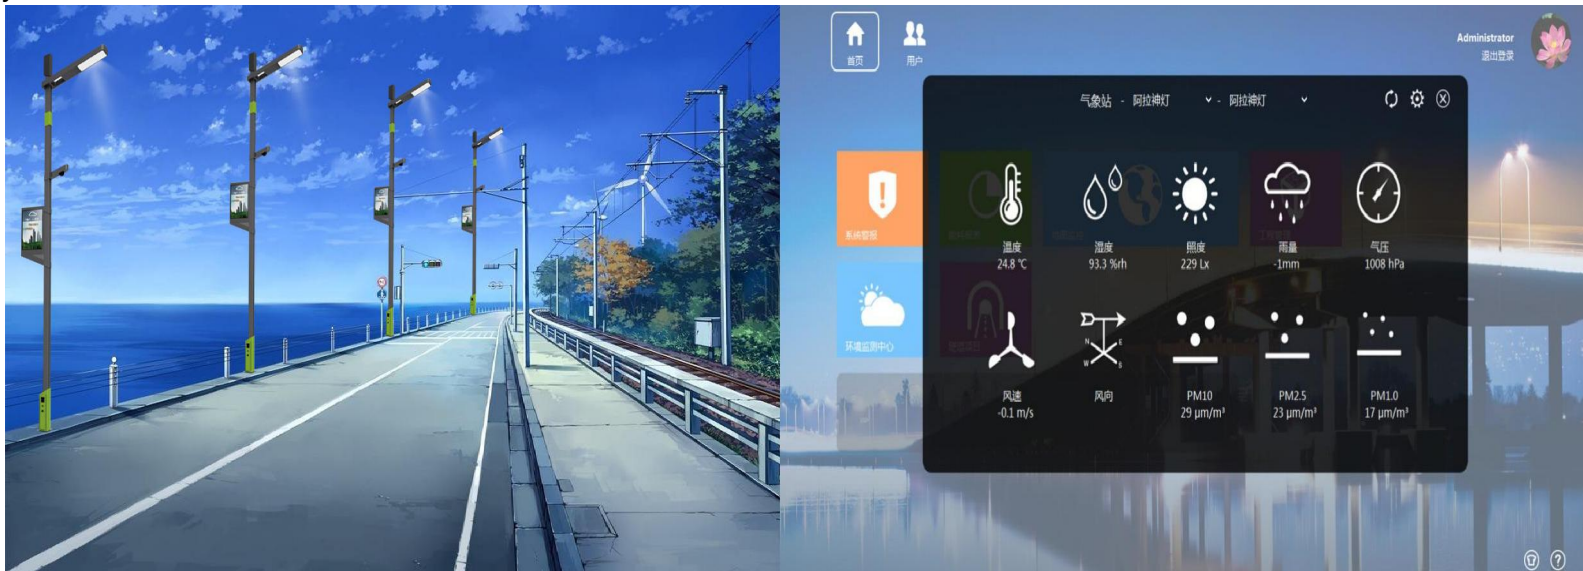 首页
用户
Administrator
退出登录
气象站 - 阿拉神灯 - 阿拉神灯
系统警报
温度
24.8 ℃
湿度
93.3 %rh
照度
229 Lx
雨量
-1mm
气压
1008 hPa
环境监测中心
风速
-0.1 m/s
N E
W S
风向
PM10
29 μm/m³
PM2.5
23 μm/m³
PM1.0
17 μm/m³
?